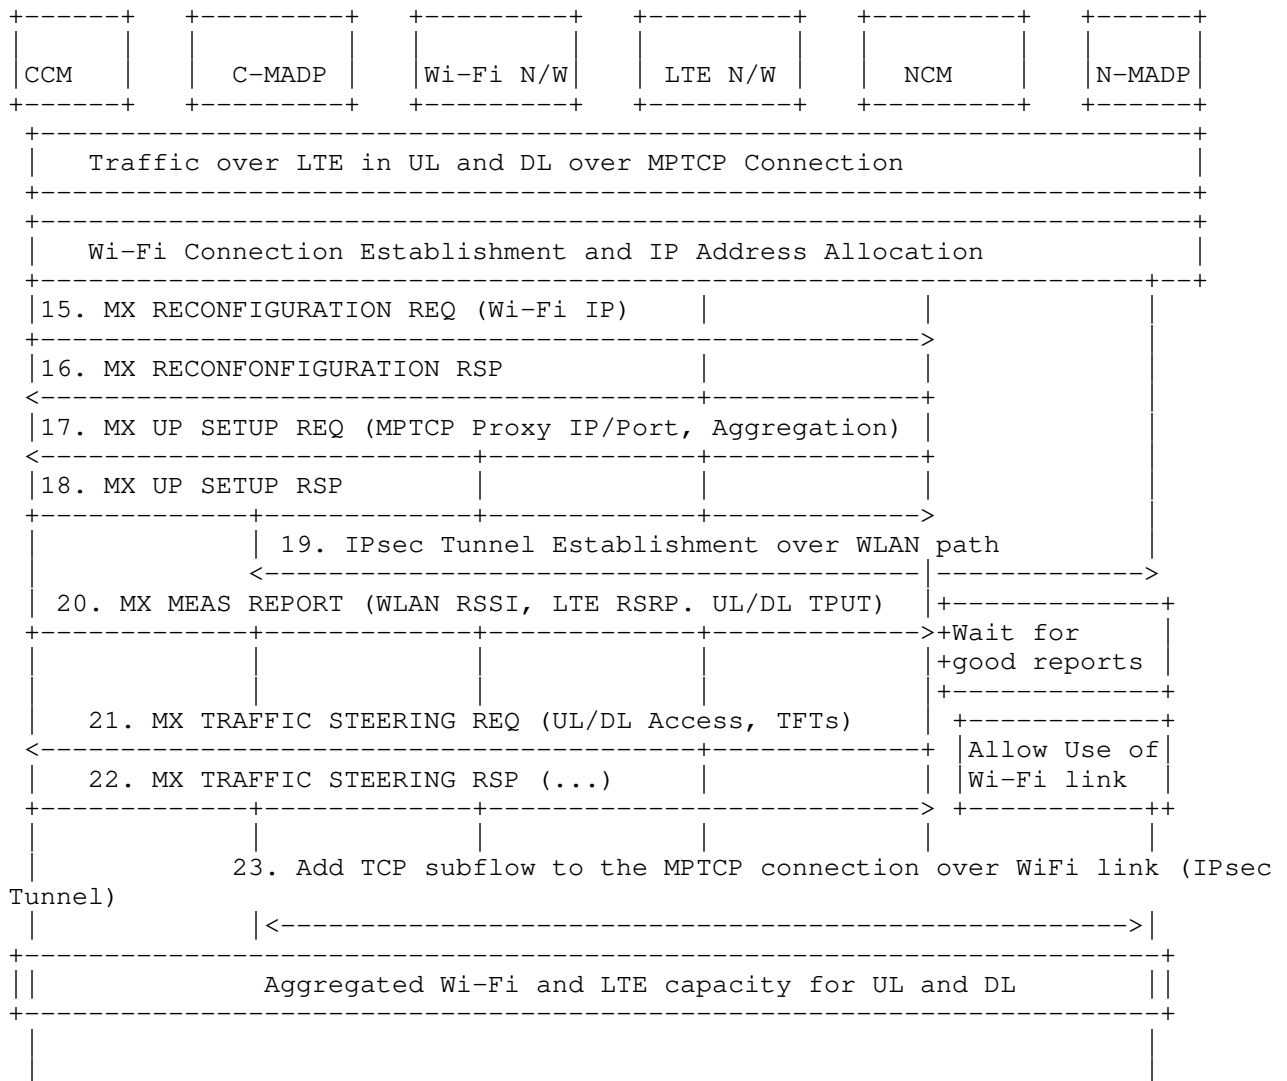 CCM C-MADP Wi-Fi N/W LTE N/W NCM N-MADP
Traffic over LTE in UL and DL over MPTCP Connection
Wi-Fi Connection Establishment and IP Address Allocation
15. MX RECONFIGURATION REQ (Wi-Fi IP)
16. MX RECONFONFIGURATION RSP
17. MX UP SETUP REQ (MPTCP Proxy IP/Port, Aggregation)
18. MX UP SETUP RSP
19. IPsec Tunnel Establishment over WLAN path
20. MX MEAS REPORT (WLAN RSSI, LTE RSRP. UL/DL TPUT)
Wait for
good reports
21. MX TRAFFIC STEERING REQ (UL/DL Access, TFTs)
Allow Use of
22. MX TRAFFIC STEERING RSP (...) Wi-Fi link
23. Add TCP subflow to the MPTCP connection over WiFi link (IPsec
Tunnel)
Aggregated Wi-Fi and LTE capacity for UL and DL